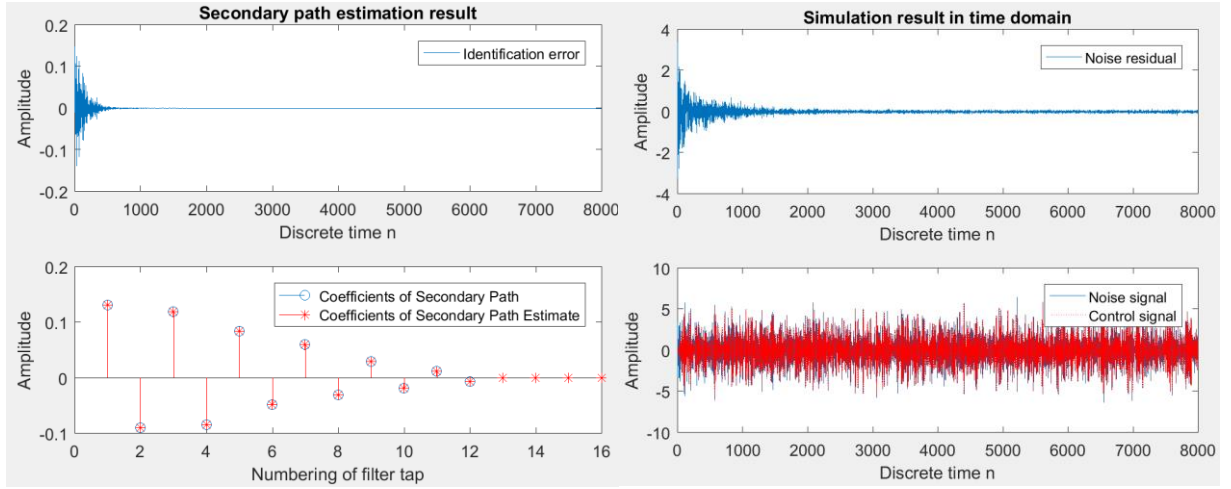 Secondary path estimation result
0.2
0.1
0
-0.1
-0.2
Amplitude
Identification error
0 1000 2000 3000 4000 5000 6000 7000 8000
Discrete time n
0.2
0.1
0
-0.1
Amplitude
Coefficients of Secondary Path
Coefficients of Secondary Path Estimate
0 2 4 6 8 10 12 14 16
Numbering of filter tap
Simulation result in time domain
4
2
0
-2
-4
Amplitude
Noise residual
0 1000 2000 3000 4000 5000 6000 7000 8000
Discrete time n
10
5
0
-5
-10
Amplitude
Noise signal
Control signal
0 1000 2000 3000 4000 5000 6000 7000 8000
Discrete time n